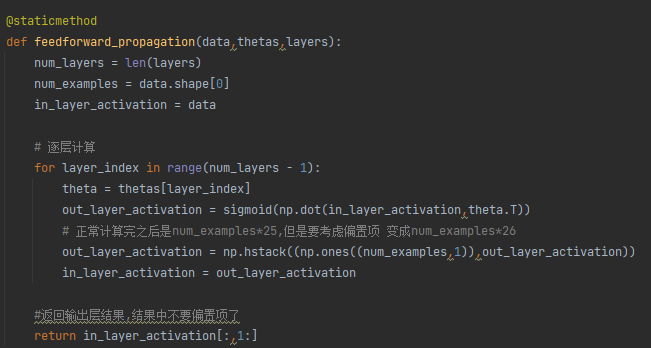 @staticmethod
def feedforward_propagation(data,thetas,layers):
    num_layers = len(layers)
    num_examples = data.shape[0]
    in_layer_activation = data
    # 逐层计算
    for layer_index in range(num_layers - 1):
        theta = thetas[layer_index]
        out_layer_activation = sigmoid(np.dot(in_layer_activation,theta.T))
        # 正常计算完之后是num_examples*25,但是要考虑偏置项 变成num_examples*26
        out_layer_activation = np.hstack((np.ones((num_examples,1)),out_layer_activation))
        in_layer_activation = out_layer_activation
    #返回输出层结果,结果中不要偏置项了
    return in_layer_activation[:,1:]